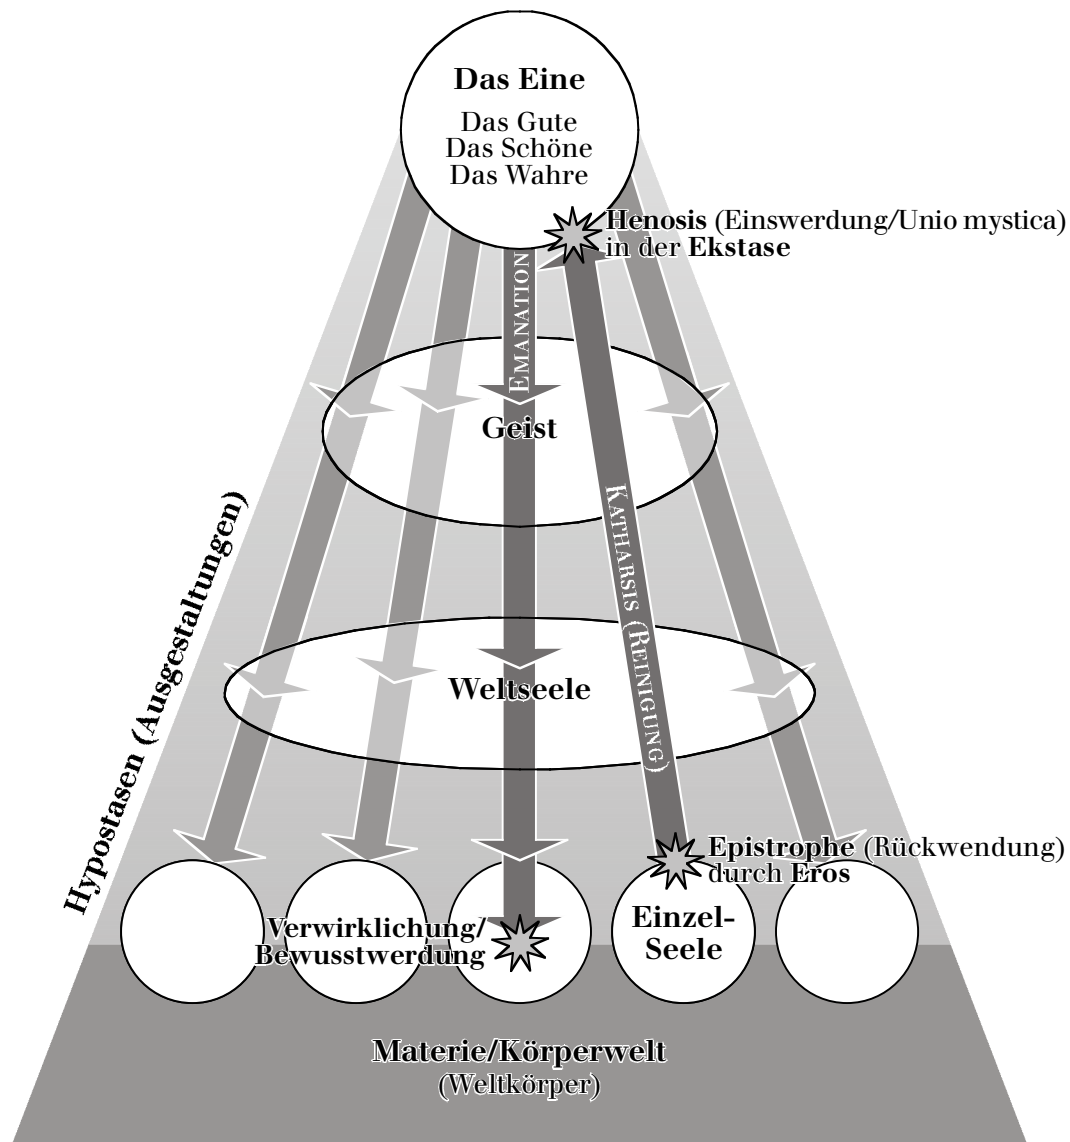 Das Eine
Das Gute
Das Schöne
Das Wahre
Henosis (Einswerdung/Unio mystica)
in der Ekstase
EMANATION
Geist
KATHARSIS (REINIGUNG)
Hypostasen (Ausgestaltungen)
Weltseele
Epistrophe (Rückwendung)
durch Eros
Verwirklichung/
Bewusstwerdung
Einzel-
Seele
Materie/Körperwelt
(Weltkörper)